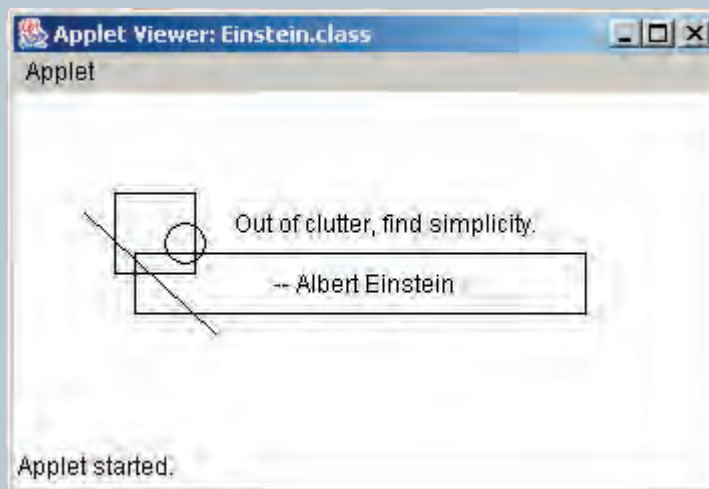 Applet Viewer: Einstein.class
Applet
Out of clutter, find simplicity.
-- Albert Einstein
Applet started.